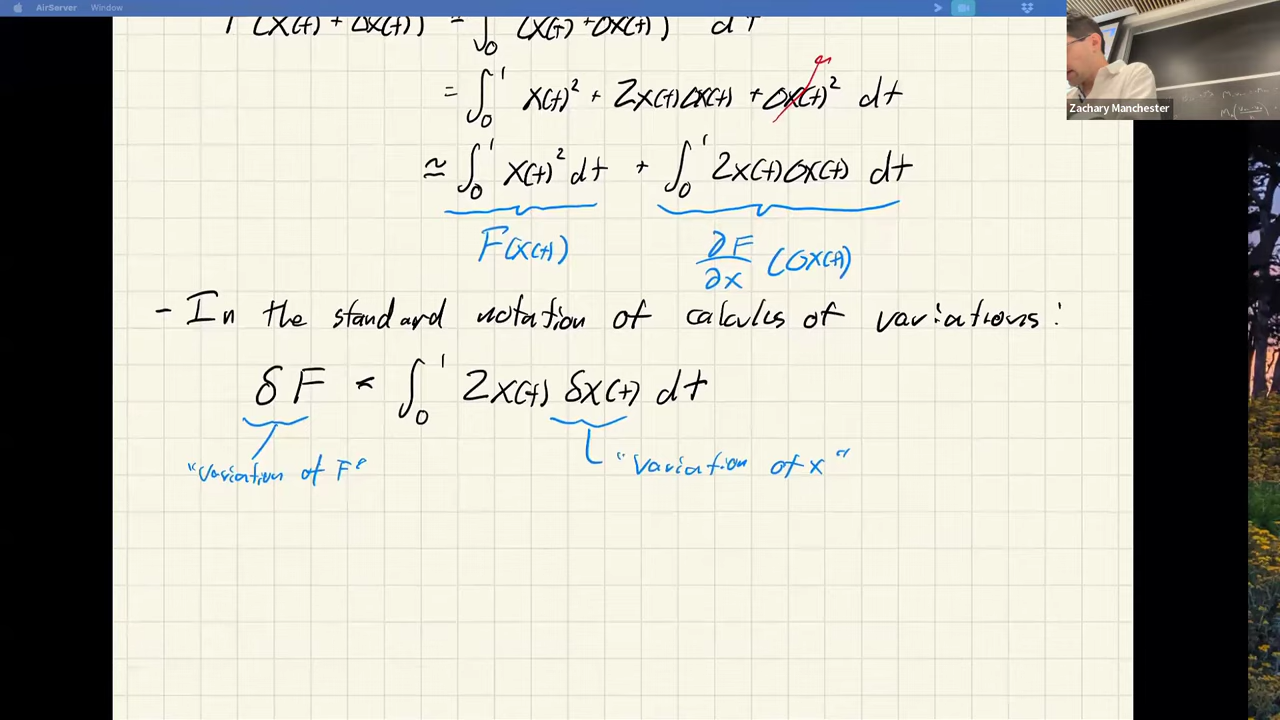 AirServer Window
F(x(t) + Δx(t)) = ∫₀¹ (x(t) + Δx(t))² dt
= ∫₀¹ x(t)² + 2x(t)Δx(t) + Δx(t)² dt
≃ ∫₀¹ x(t)² dt + ∫₀¹ 2x(t)Δx(t) dt
F(x(t)) ∂F/∂x (Δx(t))
- In the standard notation of calculus of variations:
δF = ∫₀¹ 2x(t) δx(t) dt
"variation of F" "variation of x"
Zachary Manchester